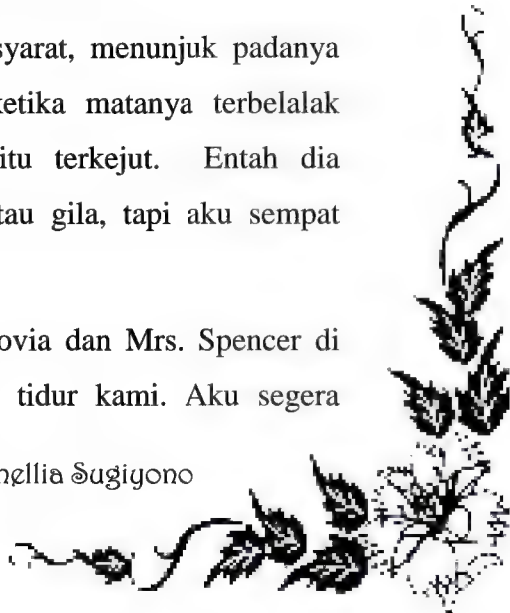 syarat, menunjuk padanya
ketika matanya terbelalak
itu terkejut. Entah dia
atau gila, tapi aku sempat
ovia dan Mrs. Spencer di
tidur kami. Aku segera
Sugiyono